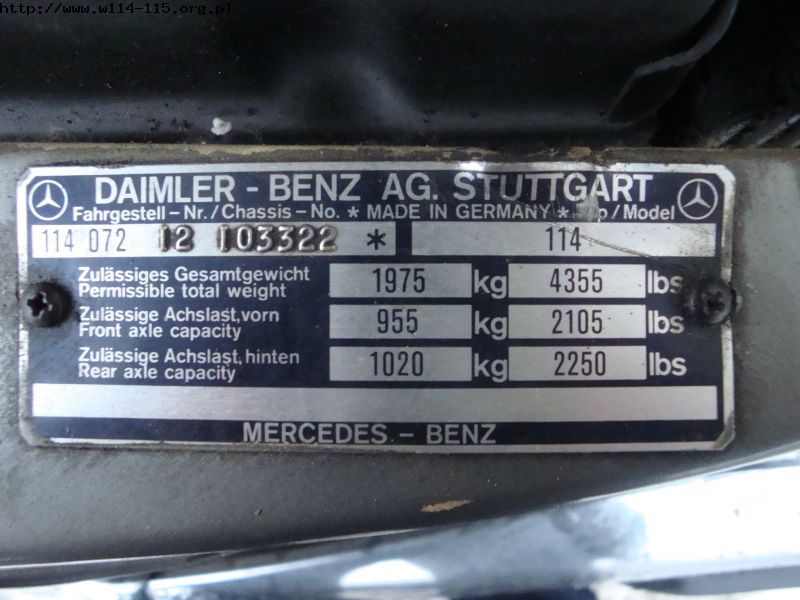 http://www.w114-115.org.pl
DAIMLER - BENZ AG. STUTTGART
Fahrgestell-Nr./Chassis-No. * MADE IN GERMANY * /Model
114 072 12 103322 * 114
Zulässiges Gesamtgewicht
Permissible total weight 1975 kg 4355 lbs
Zulässige Achslast, vorn
Front axle capacity 955 kg 2105 lbs
Zulässige Achslast, hinten
Rear axle capacity 1020 kg 2250 lbs
MERCEDES - BENZ